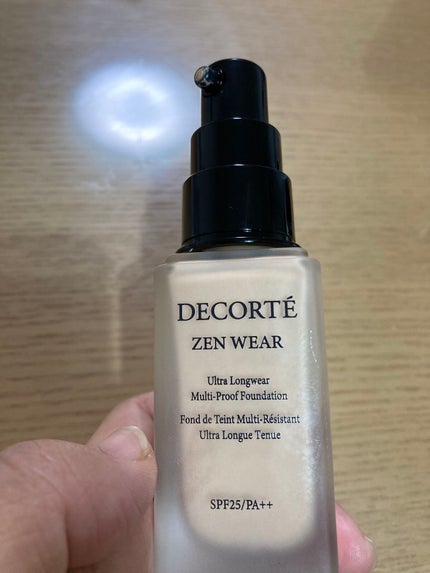 DECORTÉ
ZEN WEAR
Ultra Longwear
Multi-Proof Foundation
Fond de Teint Multi-Résistant
Ultra Longue Tenue
SPF25/PA++